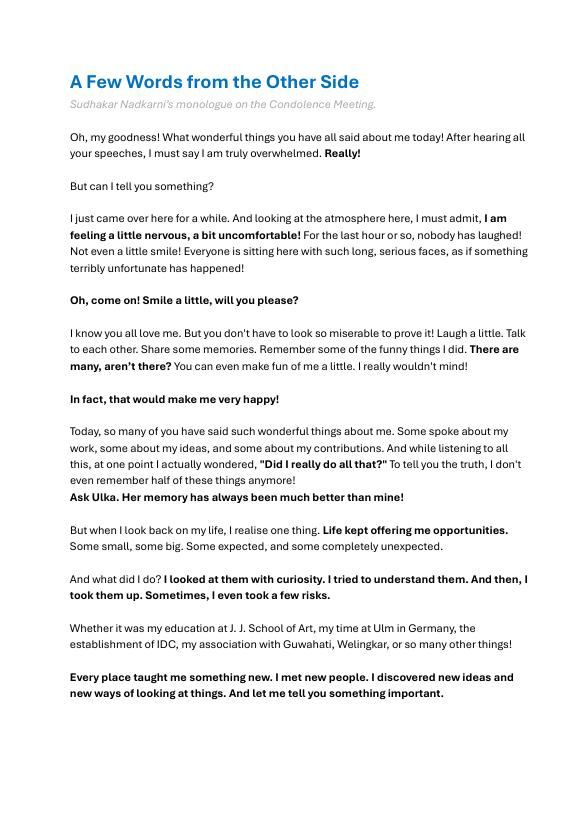 A Few Words from the Other Side
Sudhakar Nadkarni's monologue on the Condolence Meeting.
Oh, my goodness! What wonderful things you have all said about me today! After hearing all
your speeches, I must say I am truly overwhelmed. Really!
But can I tell you something?
I just came over here for a while. And looking at the atmosphere here, I must admit, I am
feeling a little nervous, a bit uncomfortable! For the last hour or so, nobody has laughed!
Not even a little smile! Everyone is sitting here with such long, serious faces, as if something
terribly unfortunate has happened!
Oh, come on! Smile a little, will you please?
I know you all love me. But you don't have to look so miserable to prove it! Laugh a little. Talk
to each other. Share some memories. Remember some of the funny things I did. There are
many, aren't there? You can even make fun of me a little. I really wouldn't mind!
In fact, that would make me very happy!
Today, so many of you have said such wonderful things about me. Some spoke about my
work, some about my ideas, and some about my contributions. And while listening to all
this, at one point I actually wondered, "Did I really do all that?" To tell you the truth, I don't
even remember half of these things anymore!
Ask Ulka. Her memory has always been much better than mine!
But when I look back on my life, I realise one thing. Life kept offering me opportunities.
Some small, some big. Some expected, and some completely unexpected.
And what did I do? I looked at them with curiosity. I tried to understand them. And then, I
took them up. Sometimes, I even took a few risks.
Whether it was my education at J. J. School of Art, my time at Ulm in Germany, the
establishment of IDC, my association with Guwahati, Welingkar, or so many other things!
Every place taught me something new. I met new people. I discovered new ideas and
new ways of looking at things. And let me tell you something important.